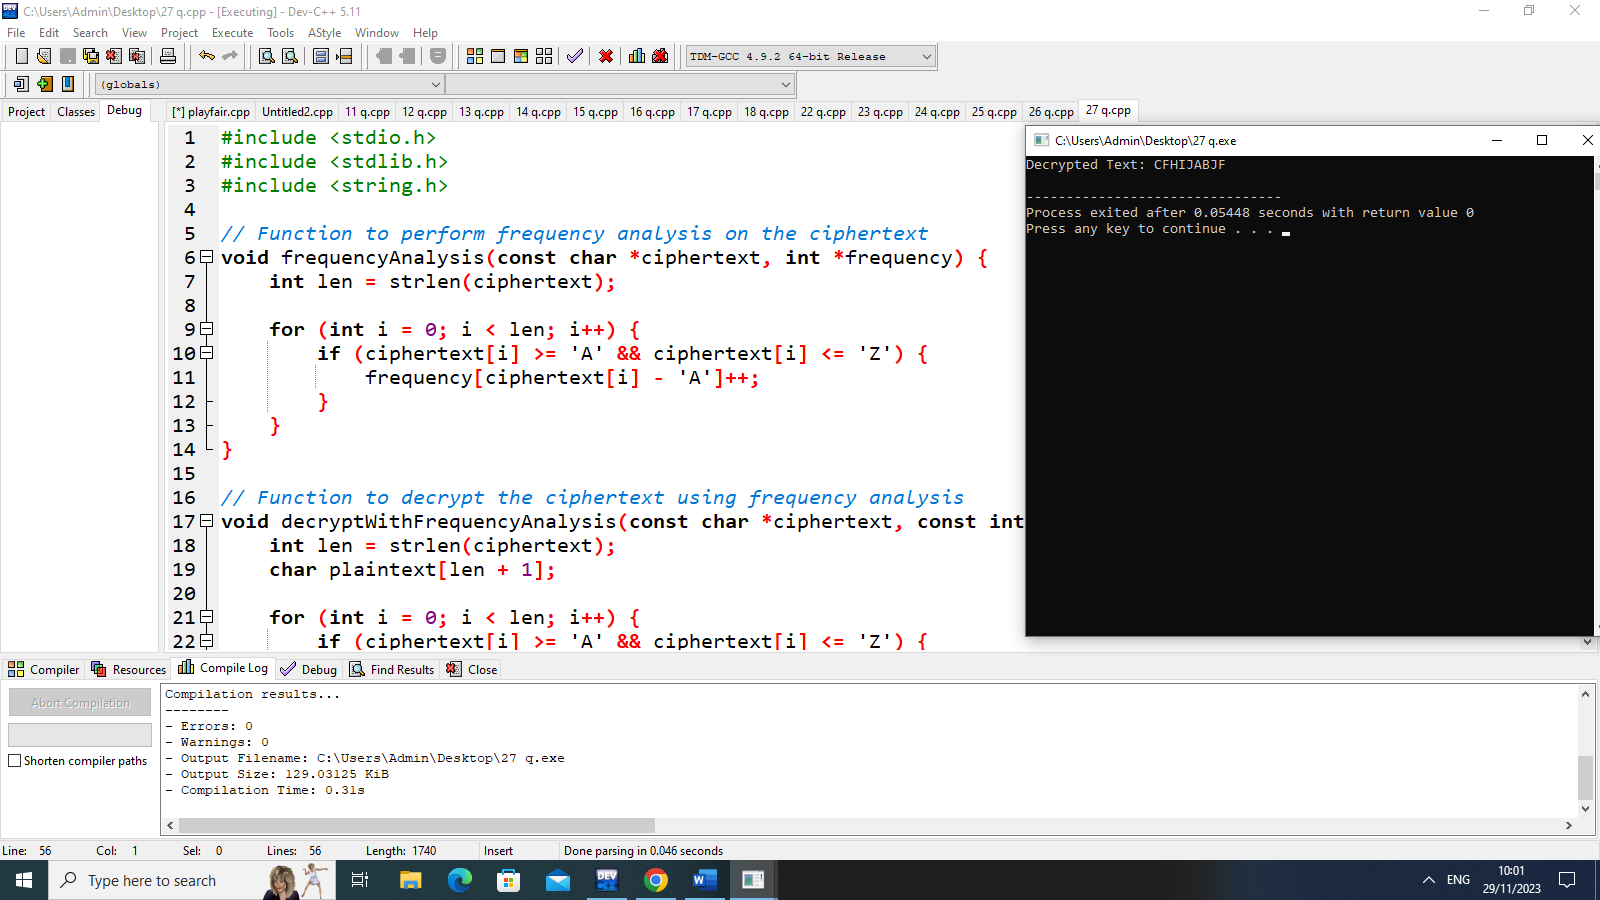 C:\Users\Admin\Desktop\27 q.cpp - [Executing] - Dev-C++ 5.11
File Edit Search View Project Execute Tools AStyle Window Help
TDM-GCC 4.9.2 64-bit Release
(globals)
Project Classes Debug
[*] playfair.cpp Untitled2.cpp 11 q.cpp 12 q.cpp 13 q.cpp 14 q.cpp 15 q.cpp 16 q.cpp 17 q.cpp 18 q.cpp 22 q.cpp 23 q.cpp 24 q.cpp 25 q.cpp 26 q.cpp 27 q.cpp
1 #include <stdio.h>
2 #include <stdlib.h>
3 #include <string.h>
4
5 // Function to perform frequency analysis on the ciphertext
6 void frequencyAnalysis(const char *ciphertext, int *frequency) {
7 int len = strlen(ciphertext);
8
9 for (int i = 0; i < len; i++) {
10 if (ciphertext[i] >= 'A' && ciphertext[i] <= 'Z') {
11 frequency[ciphertext[i] - 'A']++;
12 }
13 }
14 }
15
16 // Function to decrypt the ciphertext using frequency analysis
17 void decryptWithFrequencyAnalysis(const char *ciphertext, const int
18 int len = strlen(ciphertext);
19 char plaintext[len + 1];
20
21 for (int i = 0; i < len; i++) {
22 if (ciphertext[i] >= 'A' && ciphertext[i] <= 'Z') {
C:\Users\Admin\Desktop\27 q.exe
Decrypted Text: CFHIJABJF
--------------------------------
Process exited after 0.05448 seconds with return value 0
Press any key to continue . . .
Compiler Resources Compile Log Debug Find Results Close
Abort Compilation
Shorten compiler paths
Compilation results...
--------
- Errors: 0
- Warnings: 0
- Output Filename: C:\Users\Admin\Desktop\27 q.exe
- Output Size: 129.03125 KiB
- Compilation Time: 0.31s
Line: 56 Col: 1 Sel: 0 Lines: 56 Length: 1740 Insert Done parsing in 0.046 seconds
Type here to search
DEV
W
ENG
10:01
29/11/2023